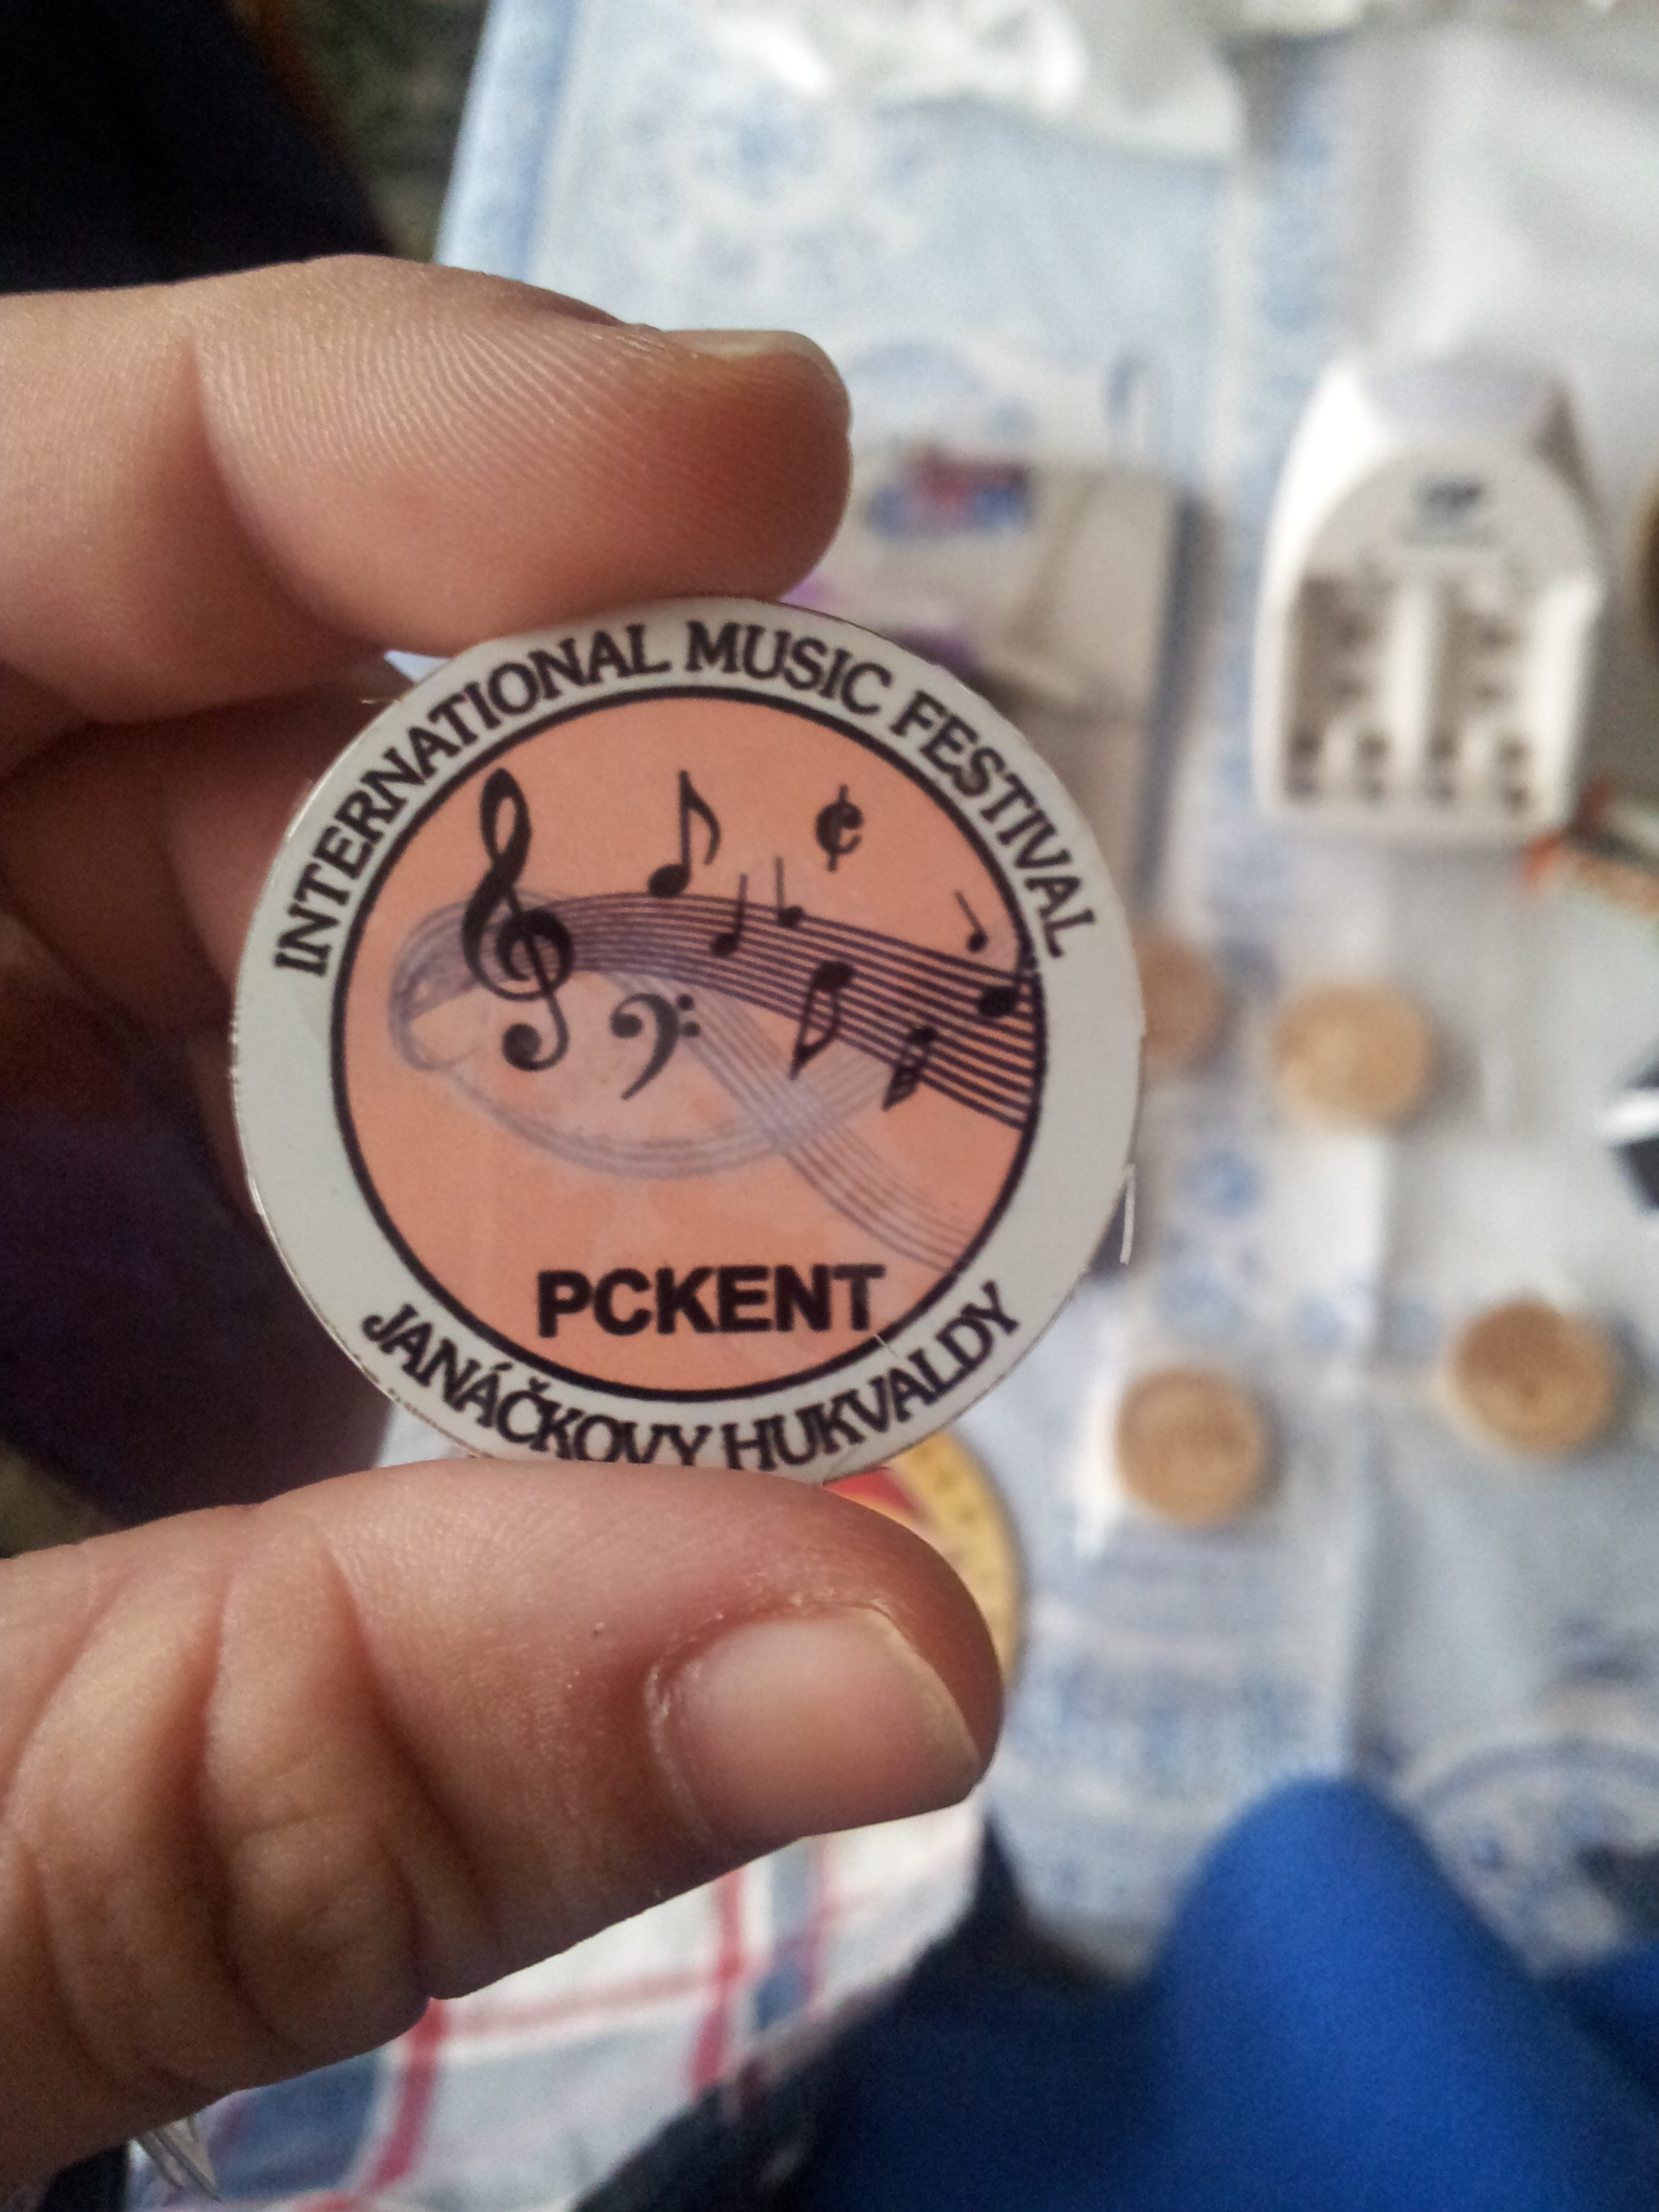 INTERNATIONAL MUSIC FESTIVAL
PCKENT
JANÁČKOVY HUKVALDY